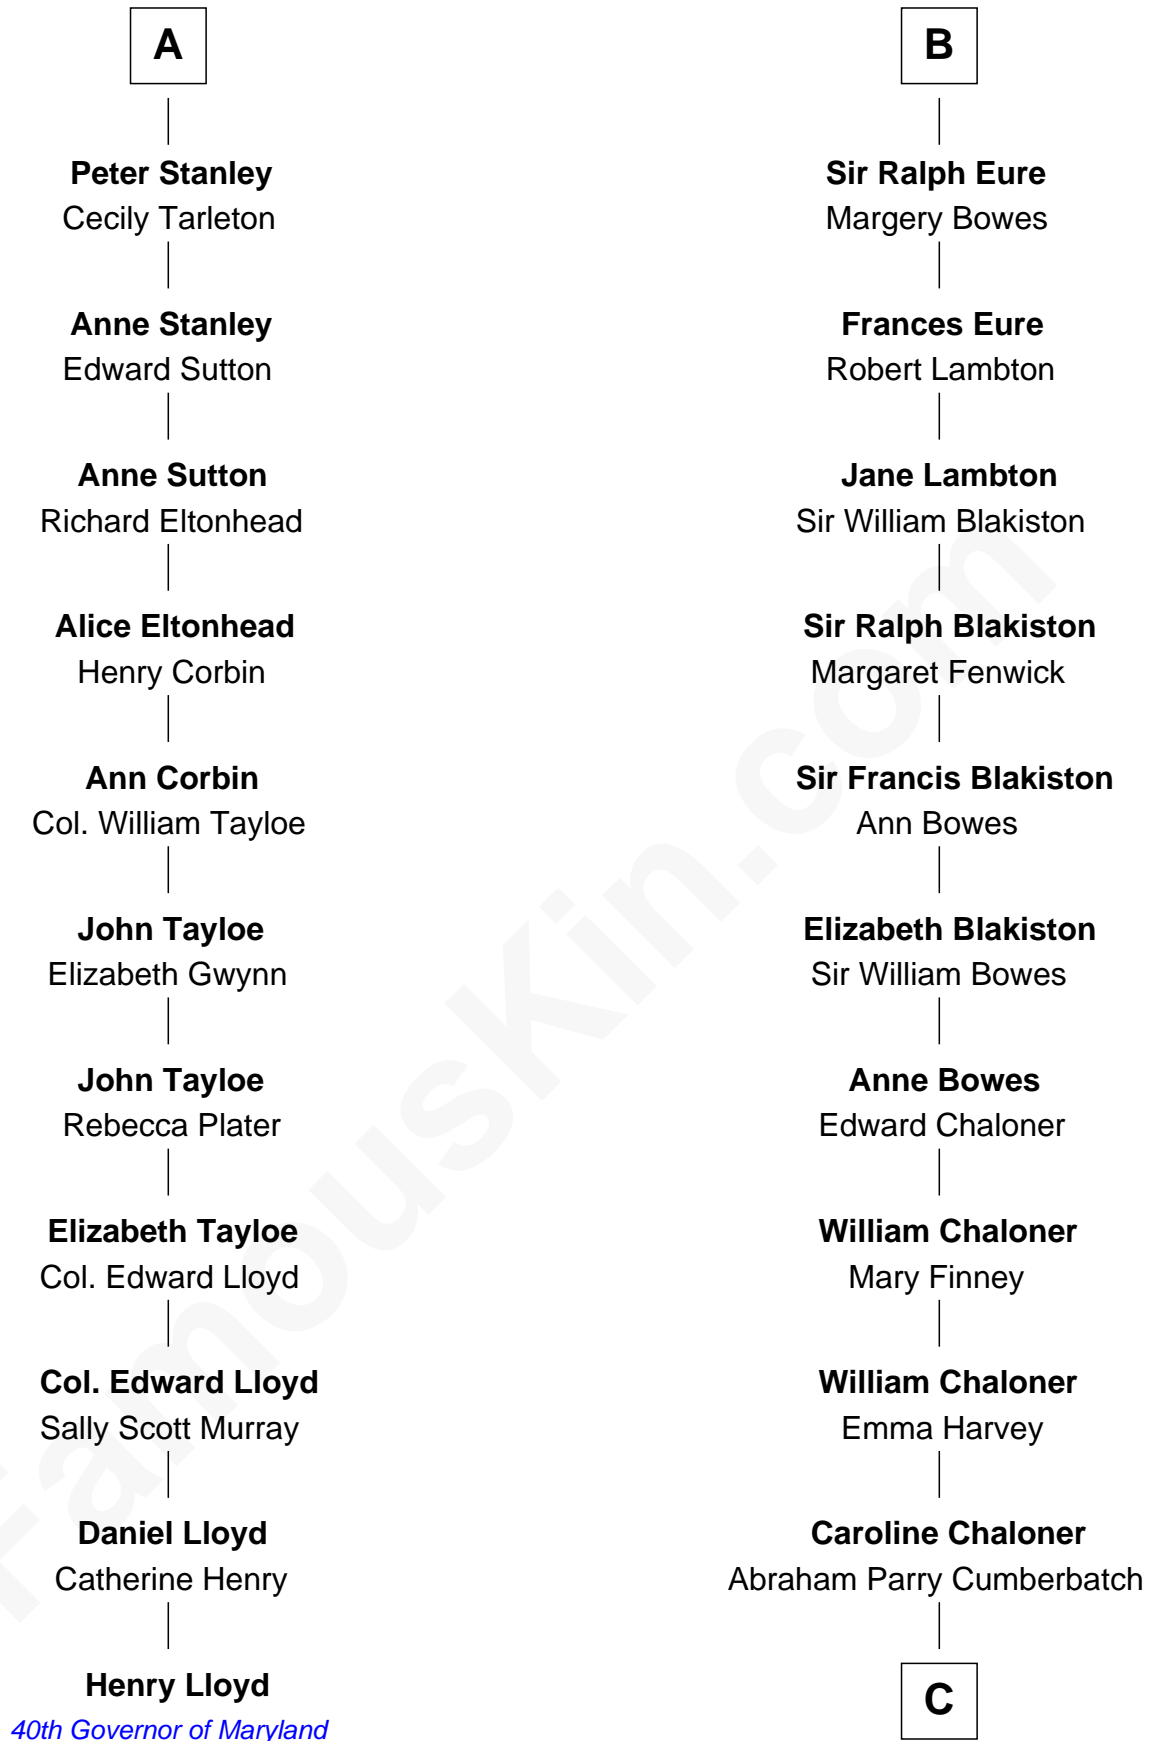 A
Peter Stanley
Cecily Tarleton
Anne Stanley
Edward Sutton
Anne Sutton
Richard Eltonhead
Alice Eltonhead
Henry Corbin
Ann Corbin
Col. William Tayloe
John Tayloe
Elizabeth Gwynn
John Tayloe
Rebecca Plater
Elizabeth Tayloe
Col. Edward Lloyd
Col. Edward Lloyd
Sally Scott Murray
Daniel Lloyd
Catherine Henry
Henry Lloyd
40th Governor of Maryland
B
Sir Ralph Eure
Margery Bowes
Frances Eure
Robert Lambton
Jane Lambton
Sir William Blakiston
Sir Ralph Blakiston
Margaret Fenwick
Sir Francis Blakiston
Ann Bowes
Elizabeth Blakiston
Sir William Bowes
Anne Bowes
Edward Chaloner
William Chaloner
Mary Finney
William Chaloner
Emma Harvey
Caroline Chaloner
Abraham Parry Cumberbatch
C
FamousKin.com